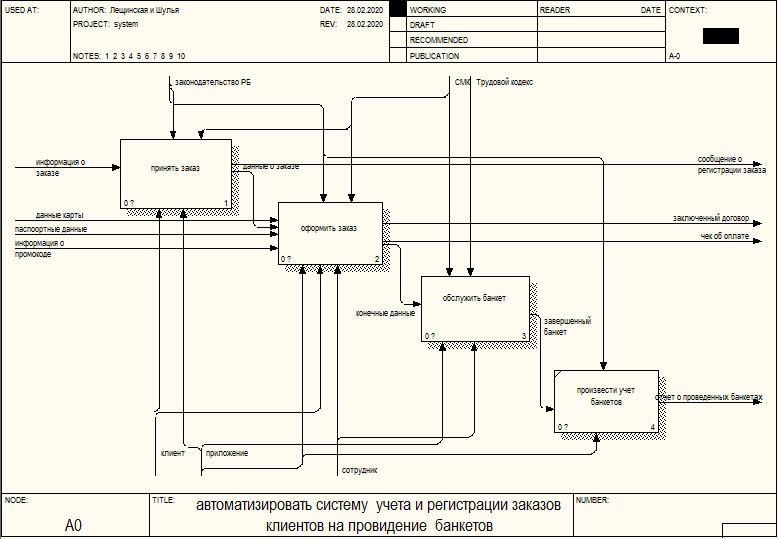 USED AT:
AUTHOR: Лещинская и Шулья
DATE: 28.02.2020
PROJECT: system
REV: 28.02.2020
NOTES: 1 2 3 4 5 6 7 8 9 10
WORKING
DRAFT
RECOMMENDED
PUBLICATION
READER
DATE
CONTEXT:
A-0
законодательство РБ
СМК
Трудовой кодекс
информация о
заказе
принять заказ
0 ?
1
данные о заказе
сообщение о
регистрации заказа
данные карты
паспортные данные
информация о
промокоде
оформить заказ
0 ?
2
заключенный договор
чек об оплате
конечные данные
обслужить банкет
0 ?
3
завершенный
банкет
произвести учет
банкетов
0 ?
4
отчет о проведенных банкетах
клиент
приложение
сотрудник
NODE:
A0
TITLE:
автоматизировать систему учета и регистрации заказов
клиентов на провидение банкетов
NUMBER: